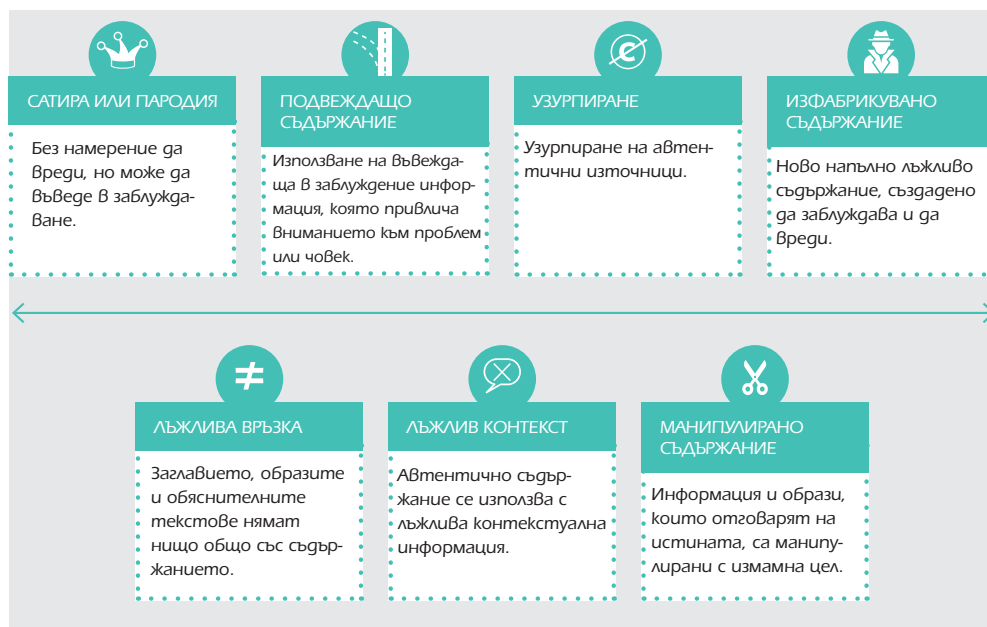 САТИРА ИЛИ ПАРОДИЯ
Без намерение да
вреди, но може да
въведе в заблужда-
ване.
ПОДВЕЖДАЩО
СЪДЪРЖАНИЕ
Използване на въвежда-
ща в заблуждение инфор-
мация, която привлича
вниманието към проблем
или човек.
УЗУРПИРАНЕ
Узурпиране на автен-
тични източници.
ИЗФАБРИКУВАНО
СЪДЪРЖАНИЕ
Ново напълно лъжливо
съдържание, създадено
да заблуждава и да
вреди.
ЛЪЖЛИВА ВРЪЗКА
Заглавието, образите
и обяснителните
текстове нямат
нищо общо със съдър-
жанието.
ЛЪЖЛИВ КОНТЕКСТ
Автентично съдър-
жание се използва с
лъжлива контекстуална
информация.
МАНИПУЛИРАНО
СЪДЪРЖАНИЕ
Информация и образи,
които отговарят на
истината, са манипу-
лирани с измамна цел.